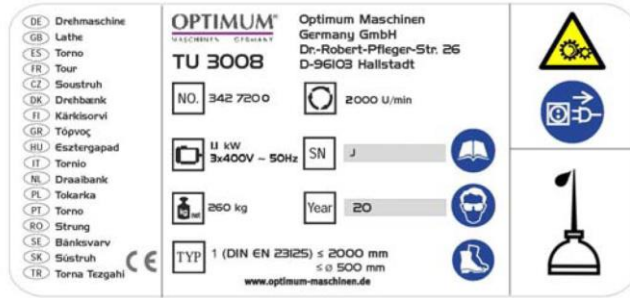 DE Drehmaschine
GB Lathe
ES Torno
FR Tour
CZ Soustruh
DK Drehbænk
FI Kärkisorvi
GR Τόρνος
HU Esztergapad
IT Tornio
NL Draaibank
PL Tokarka
PT Torno
RO Strung
SE Bänksvarv
SK Sústruh
TR Torna Tezgahi
CE
OPTIMUM®
MASCHINEN - GERMANY
TU 3008
Optimum Maschinen
Germany GmbH
Dr.-Robert-Pfleger-Str. 26
D-96103 Hallstadt
NO. 342 7200
2000 U/min
1,1 kW
3x400V ~ 50Hz
SN J
kg net 260 kg
Year 20
TYP 1 (DIN EN 23125) ≤ 2000 mm
≤ ø 500 mm
www.optimum-maschinen.de